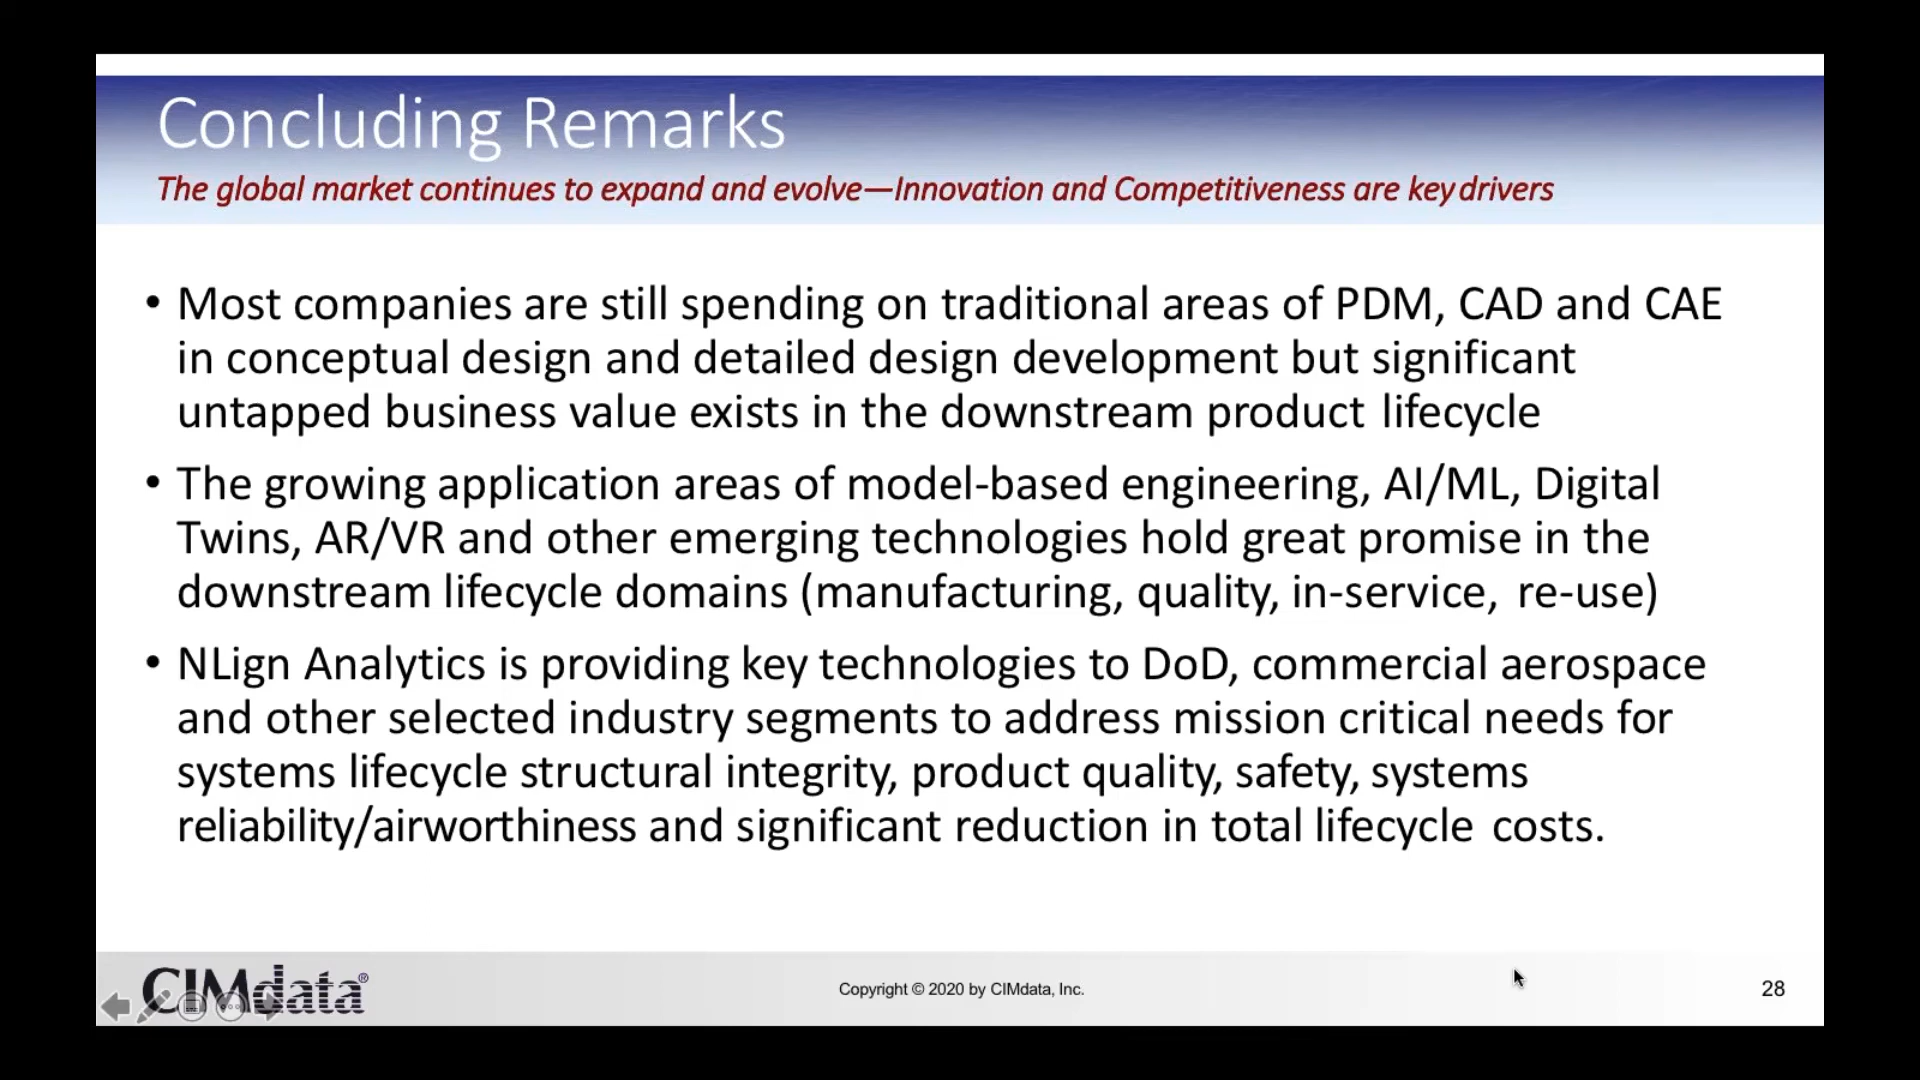 Concluding Remarks
The global market continues to expand and evolve—Innovation and Competitiveness are key drivers
• Most companies are still spending on traditional areas of PDM, CAD and CAE
in conceptual design and detailed design development but significant
untapped business value exists in the downstream product lifecycle
• The growing application areas of model-based engineering, AI/ML, Digital
Twins, AR/VR and other emerging technologies hold great promise in the
downstream lifecycle domains (manufacturing, quality, in-service, re-use)
• NLign Analytics is providing key technologies to DoD, commercial aerospace
and other selected industry segments to address mission critical needs for
systems lifecycle structural integrity, product quality, safety, systems
reliability/airworthiness and significant reduction in total lifecycle costs.
CIMdata®
Copyright © 2020 by CIMdata, Inc.
28